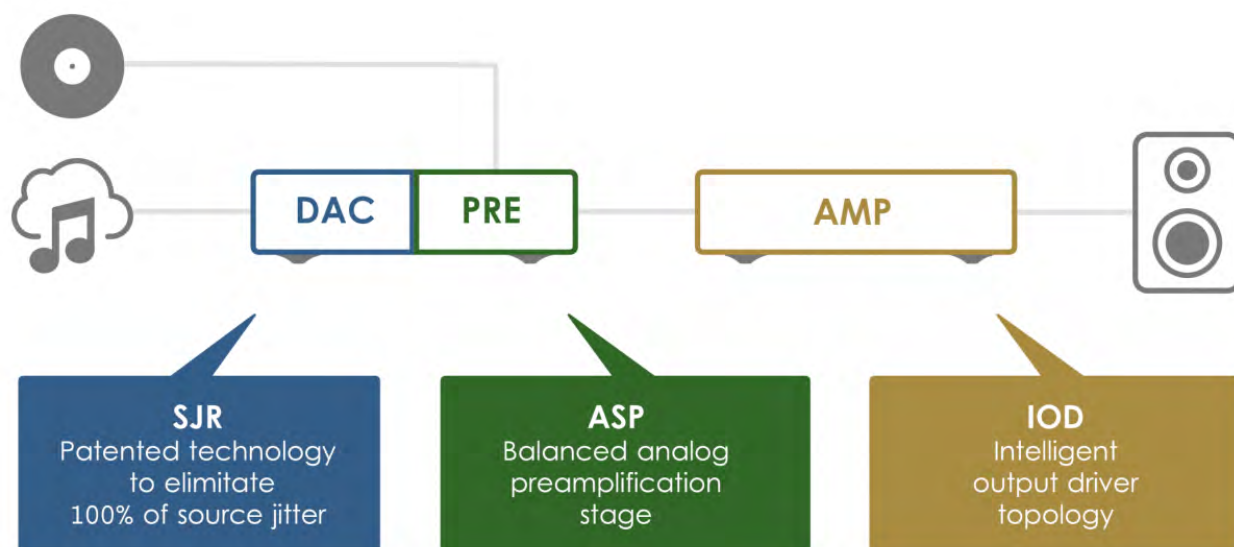 DAC
PRE
AMP
SJR
Patented technology
to elimitate
100% of source jitter
ASP
Balanced analog
preamplification
stage
IOD
Intelligent
output driver
topology